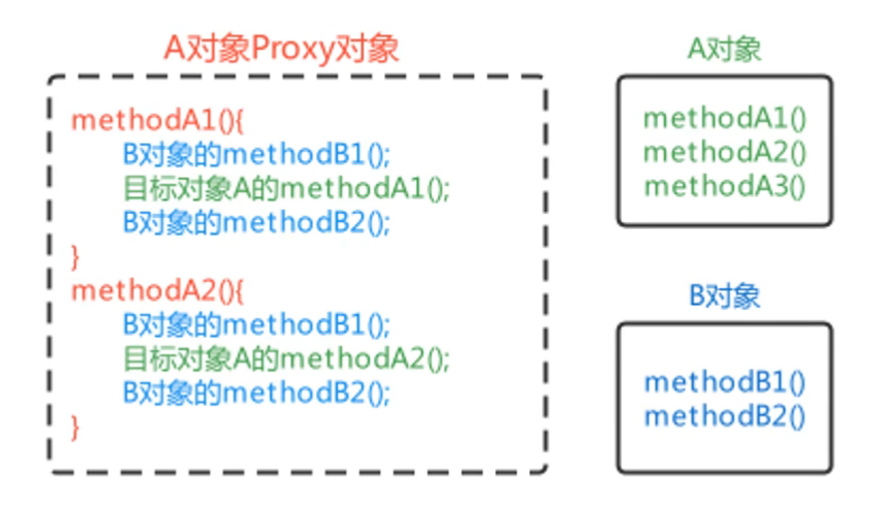 A对象Proxy对象
methodA1(){
B对象的methodB1();
目标对象A的methodA1();
B对象的methodB2();
}
methodA2(){
B对象的methodB1();
目标对象A的methodA2();
B对象的methodB2();
}
A对象
methodA1()
methodA2()
methodA3()
B对象
methodB1()
methodB2()